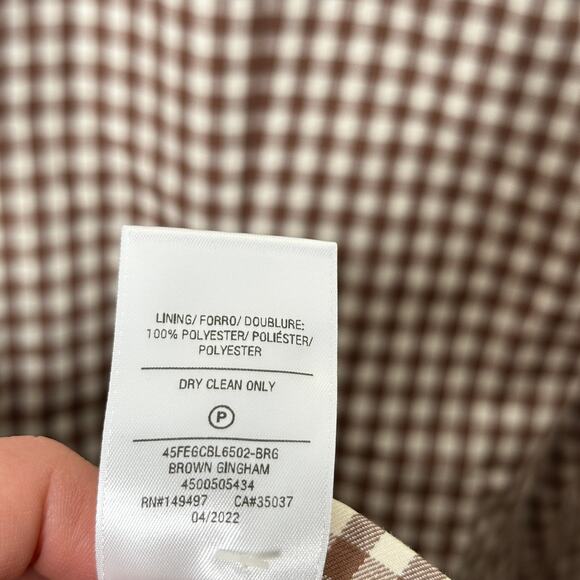 LINING/ FORRO/ DOUBLURE:
100% POLYESTER/ POLIÉSTER/
POLYESTER
DRY CLEAN ONLY
P
45FE6CBL6502-BRG
BROWN GINGHAM
4500505434
RN#149497 CA#35037
04/2022